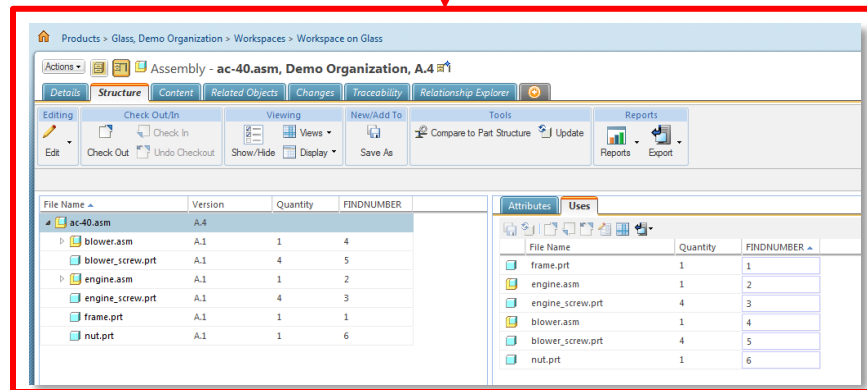 Products > Glass, Demo Organization > Workspaces > Workspace on Glass
Actions Assembly - ac-40.asm, Demo Organization, A.4
Details Structure Content Related Objects Changes Traceability Relationship Explorer
Editing Check Out/In Viewing New/Add To Tools Reports
Check In Views Compare to Part Structure Update
Edit Check Out Undo Checkout Show/Hide Display Save As Reports Export
File Name Version Quantity FINDNUMBER
ac-40.asm A.4
blower.asm A.1 1 4
blower_screw.prt A.1 4 5
engine.asm A.1 1 2
engine_screw.prt A.1 4 3
frame.prt A.1 1 1
nut.prt A.1 1 6
Attributes Uses
File Name Quantity FINDNUMBER
frame.prt 1 1
engine.asm 1 2
engine_screw.prt 4 3
blower.asm 1 4
blower_screw.prt 4 5
nut.prt 1 6